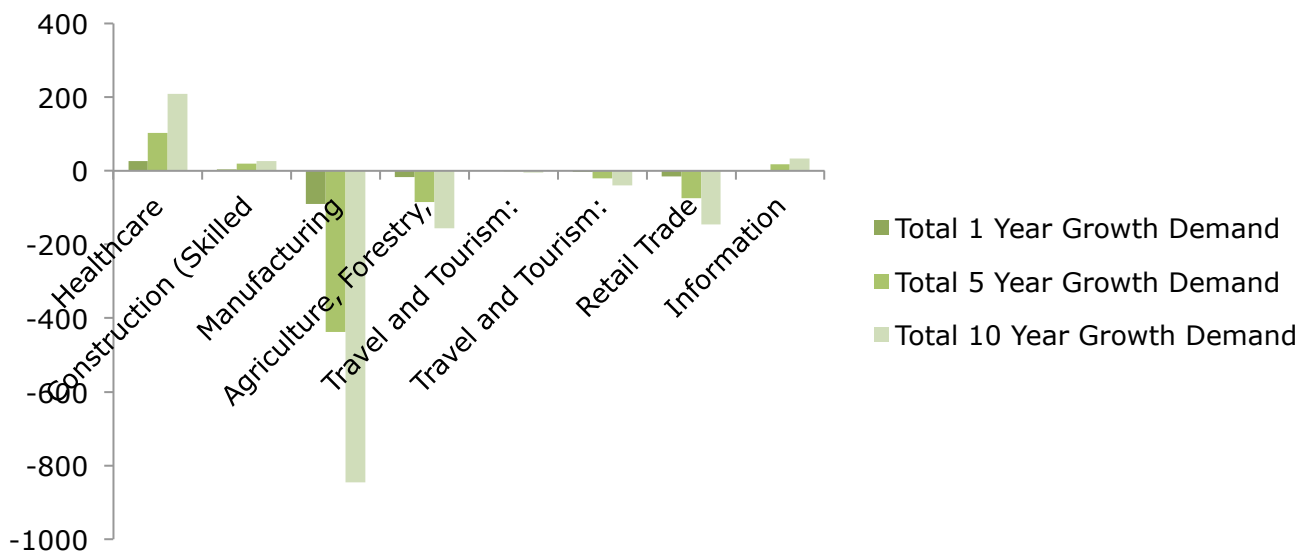 400
200
0
-200
-400
-600
-800
-1000
Healthcare
Construction (Skilled
Manufacturing
Agriculture, Forestry,
Travel and Tourism:
Travel and Tourism:
Retail Trade
Information
Total 1 Year Growth Demand
Total 5 Year Growth Demand
Total 10 Year Growth Demand